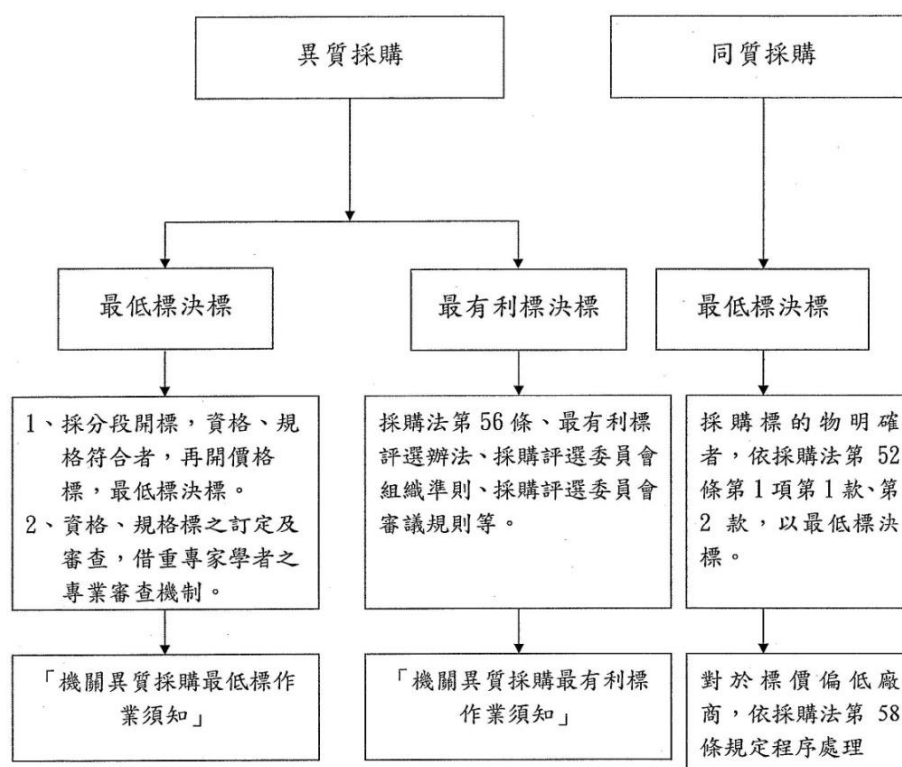 異質採購
同質採購
最低標決標
最有利標決標
最低標決標
1、採分段開標，資格、規
格符合者，再開價格
標，最低標決標。
2、資格、規格標之訂定及
審查，借重專家學者之
專業審查機制。
採購法第 56 條、最有利標
評選辦法、採購評選委員會
組織準則、採購評選委員會
審議規則等。
採購標的物明確
者，依採購法第 52
條第 1 項第 1 款、第
2 款，以最低標決
標。
「機關異質採購最低標作
業須知」
「機關異質採購最有利標
作業須知」
對於標價偏低廠
商，依採購法第 58
條規定程序處理